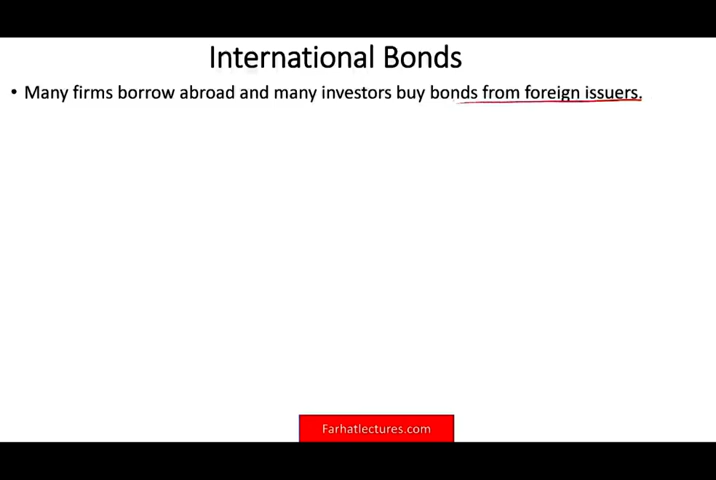 International Bonds
• Many firms borrow abroad and many investors buy bonds from foreign issuers.
Farhatlectures.com